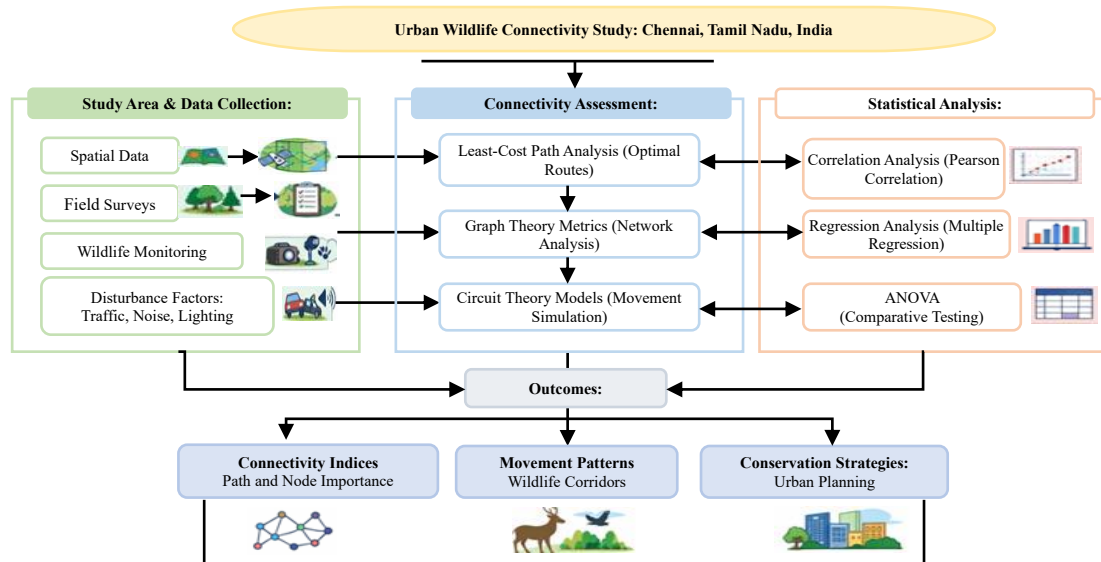 Urban Wildlife Connectivity Study: Chennai, Tamil Nadu, India
Study Area & Data Collection:
Spatial Data
Field Surveys
Wildlife Monitoring
Disturbance Factors:
Traffic, Noise, Lighting
Connectivity Assessment:
Least-Cost Path Analysis (Optimal
Routes)
Graph Theory Metrics (Network
Analysis)
Circuit Theory Models (Movement
Simulation)
Statistical Analysis:
Correlation Analysis (Pearson
Correlation)
Regression Analysis (Multiple
Regression)
ANOVA
(Comparative Testing)
Outcomes:
Connectivity Indices
Path and Node Importance
Movement Patterns
Wildlife Corridors
Conservation Strategies:
Urban Planning